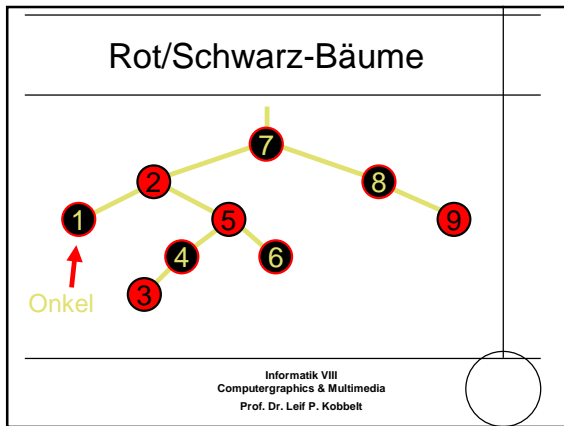 Rot/Schwarz-Bäume
7
2
8
1
5
9
4
6
3
Onkel
Informatik VIII
Computergraphics & Multimedia
Prof. Dr. Leif P. Kobbelt